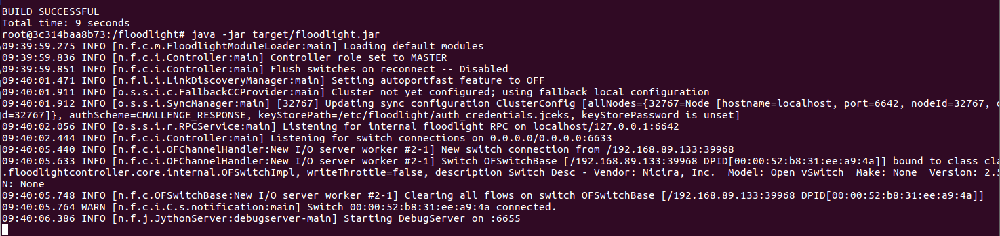 BUILD SUCCESSFUL
Total time: 9 seconds
root@3c314baa8b73:/floodlight# java -jar target/floodlight.jar
09:39:59.275 INFO [n.f.c.m.FloodlightModuleLoader:main] Loading default modules
09:39:59.836 INFO [n.f.c.i.Controller:main] Controller role set to MASTER
09:39:59.851 INFO [n.f.c.i.Controller:main] Flush switches on reconnect -- Disabled
09:40:01.471 INFO [n.f.l.i.LinkDiscoveryManager:main] Setting autoportfast feature to OFF
09:40:01.911 INFO [o.s.s.i.c.FallbackCCProvider:main] Cluster not yet configured; using fallback local configuration
09:40:01.912 INFO [o.s.s.i.SyncManager:main] [32767] Updating sync configuration ClusterConfig [allNodes={32767=Node [hostname=localhost, port=6642, nodeId=32767,
d=32767]}, authScheme=CHALLENGE_RESPONSE, keyStorePath=/etc/floodlight/auth_credentials.jceks, keyStorePassword is unset]
09:40:02.056 INFO [o.s.s.i.r.RPCService:main] Listening for internal floodlight RPC on localhost/127.0.0.1:6642
09:40:02.444 INFO [n.f.c.i.Controller:main] Listening for switch connections on 0.0.0.0/0.0.0.0:6633
09:40:05.440 INFO [n.f.c.i.OFChannelHandler:New I/O server worker #2-1] New switch connection from /192.168.89.133:39968
09:40:05.633 INFO [n.f.c.i.OFChannelHandler:New I/O server worker #2-1] Switch OFSwitchBase [/192.168.89.133:39968 DPID[00:00:52:b8:31:ee:a9:4a]] bound to class cla
.floodlightcontroller.core.internal.OFSwitchImpl, writeThrottle=false, description Switch Desc - Vendor: Nicira, Inc.  Model: Open vSwitch  Make: None  Version: 2.5
N: None
09:40:05.748 INFO [n.f.c.OFSwitchBase:New I/O server worker #2-1] Clearing all flows on switch OFSwitchBase [/192.168.89.133:39968 DPID[00:00:52:b8:31:ee:a9:4a]]
09:40:05.764 WARN [n.f.c.i.C.s.notification:main] Switch 00:00:52:b8:31:ee:a9:4a connected.
09:40:06.386 INFO [n.f.j.JythonServer:debugserver-main] Starting DebugServer on :6655